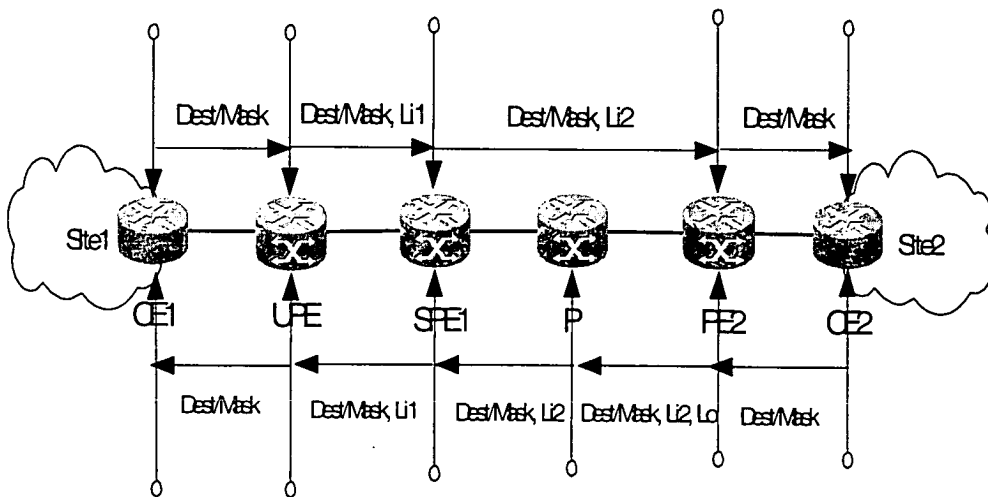 Dest/Mask
Dest/Mask, Li1
Dest/Mask, Li2
Dest/Mask
Site1
Site2
CE1
UPE
SPE1
P
PE2
CE2
Dest/Mask
Dest/Mask, Li1
Dest/Mask, Li2
Dest/Mask, Li2, Lo
Dest/Mask